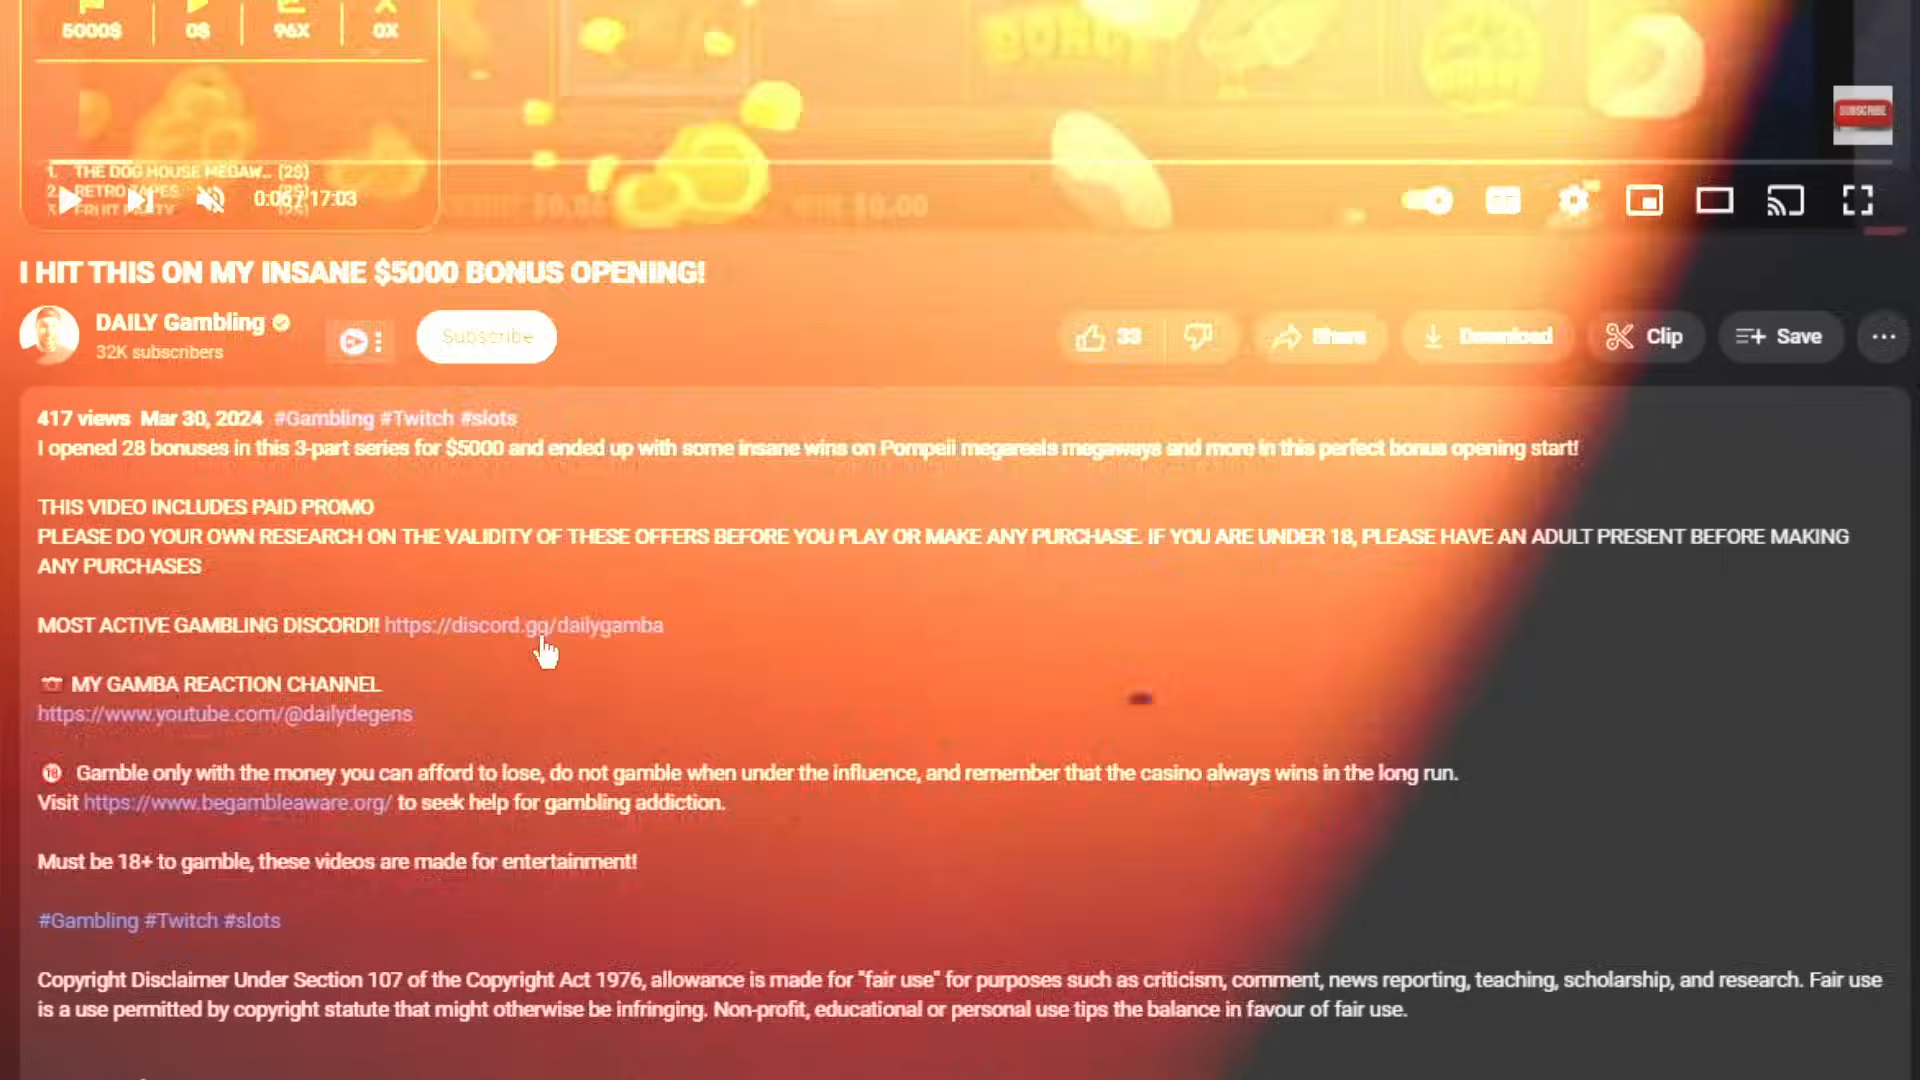 5000$ 0$ 96X 0X
BONUS
SUBSCRIBE
1. THE DOG HOUSE MEGAW... (2$)
2. RETRO TAPES (2$)
3. FRUIT PARTY (2$)
0:06 / 17:03
I HIT THIS ON MY INSANE $5000 BONUS OPENING!
DAILY Gambling
32K subscribers
Subscribe
33
Share
Download
Clip
Save
417 views Mar 30, 2024 #Gambling #Twitch #slots
I opened 28 bonuses in this 3-part series for $5000 and ended up with some insane wins on Pompeii megareels megaways and more in this perfect bonus opening start!
THIS VIDEO INCLUDES PAID PROMO
PLEASE DO YOUR OWN RESEARCH ON THE VALIDITY OF THESE OFFERS BEFORE YOU PLAY OR MAKE ANY PURCHASE. IF YOU ARE UNDER 18, PLEASE HAVE AN ADULT PRESENT BEFORE MAKING
ANY PURCHASES
MOST ACTIVE GAMBLING DISCORD!! https://discord.gg/dailygamba
MY GAMBA REACTION CHANNEL
https://www.youtube.com/@dailydegens
Gamble only with the money you can afford to lose, do not gamble when under the influence, and remember that the casino always wins in the long run.
Visit https://www.begambleaware.org/ to seek help for gambling addiction.
Must be 18+ to gamble, these videos are made for entertainment!
#Gambling #Twitch #slots
Copyright Disclaimer Under Section 107 of the Copyright Act 1976, allowance is made for "fair use" for purposes such as criticism, comment, news reporting, teaching, scholarship, and research. Fair use
is a use permitted by copyright statute that might otherwise be infringing. Non-profit, educational or personal use tips the balance in favour of fair use.